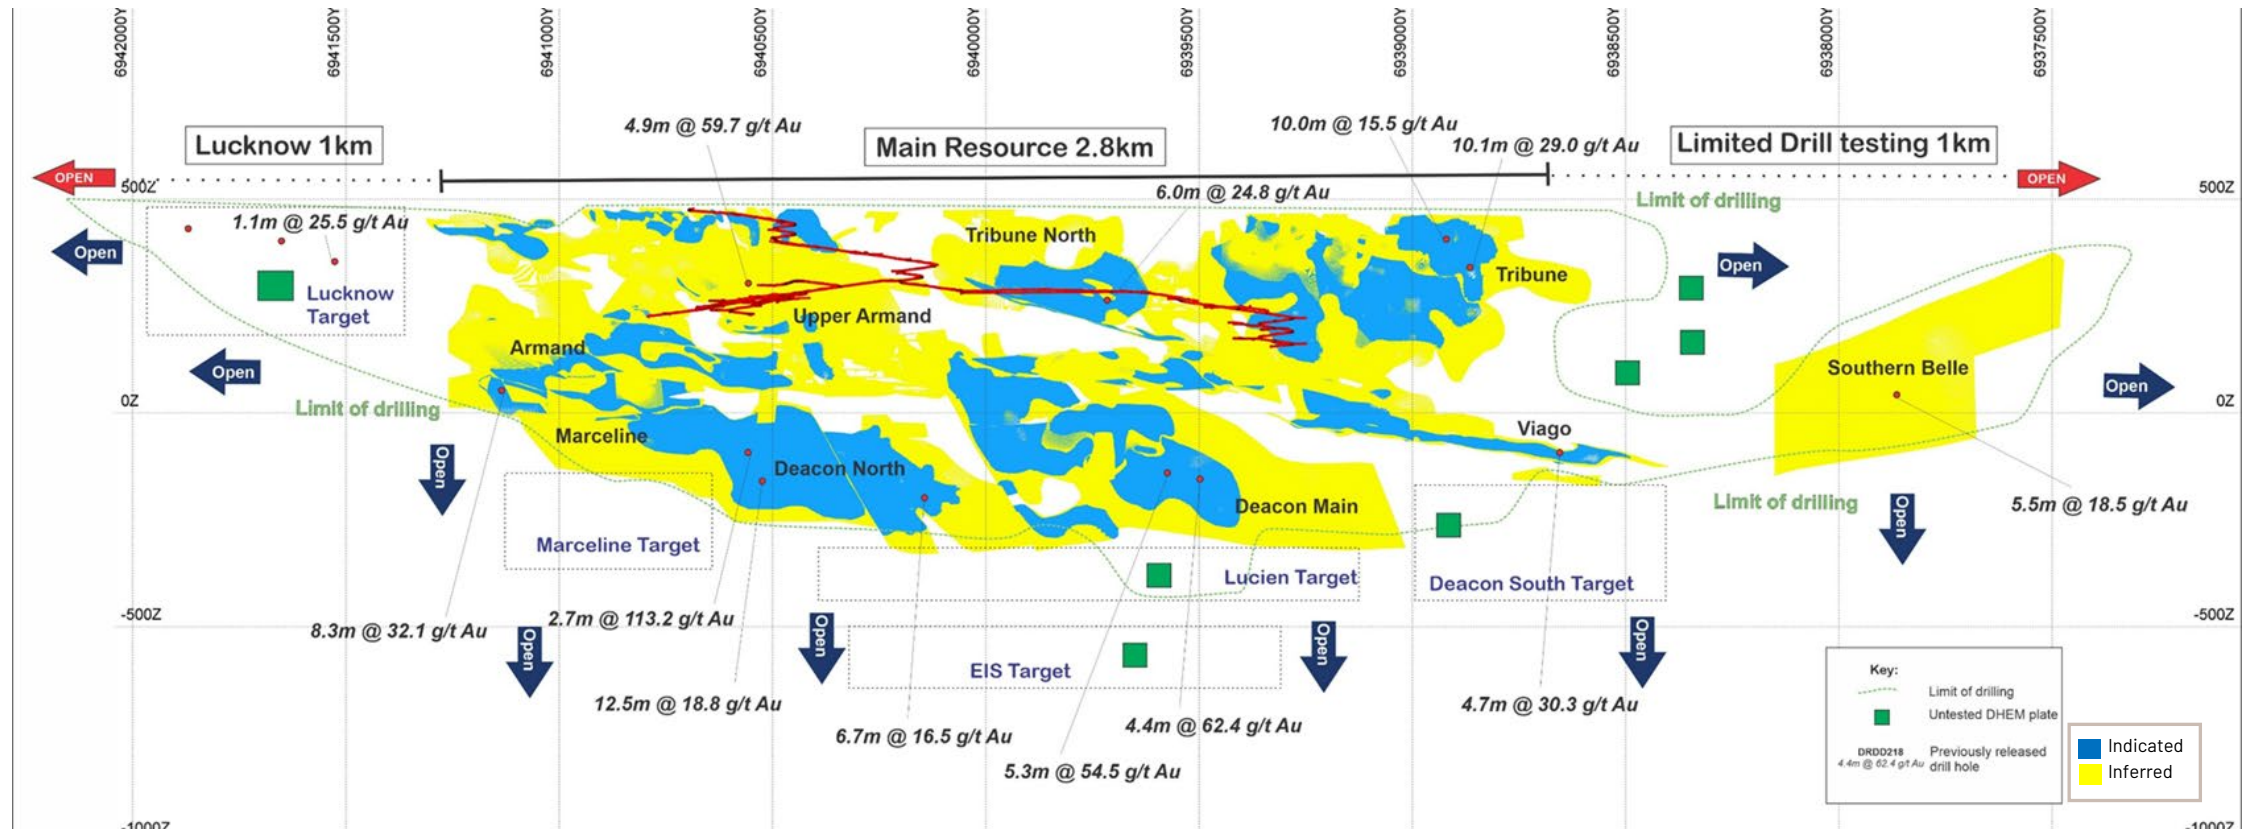 6942000Y
6941500Y
6941000Y
6940500Y
6940000Y
6939500Y
6939000Y
6938500Y
6938000Y
6937500Y
4.9m @ 59.7 g/t Au
10.0m @ 15.5 g/t Au
10.1m @ 29.0 g/t Au
Lucknow 1km
Main Resource 2.8km
Limited Drill testing 1km
OPEN
OPEN
500Z
500Z
6.0m @ 24.8 g/t Au
Limit of drilling
1.1m @ 25.5 g/t Au
Tribune North
Open
Open
Tribune
Lucknow
Target
Upper Armand
Armand
Open
Southern Belle
Open
0Z
0Z
Limit of drilling
Marceline
Viago
Deacon North
Open
Deacon Main
Limit of drilling
5.5m @ 18.5 g/t Au
Open
Marceline Target
Lucien Target
Deacon South Target
-500Z
-500Z
8.3m @ 32.1 g/t Au
2.7m @ 113.2 g/t Au
Open
Open
Open
Open
EIS Target
12.5m @ 18.8 g/t Au
4.7m @ 30.3 g/t Au
6.7m @ 16.5 g/t Au
4.4m @ 62.4 g/t Au
5.3m @ 54.5 g/t Au
Key:
Limit of drilling
Untested DHEM plate
DRDD218
4.4m @ 62.4 g/t Au
Previously released
drill hole
Indicated
Inferred
-1000Z
-1000Z